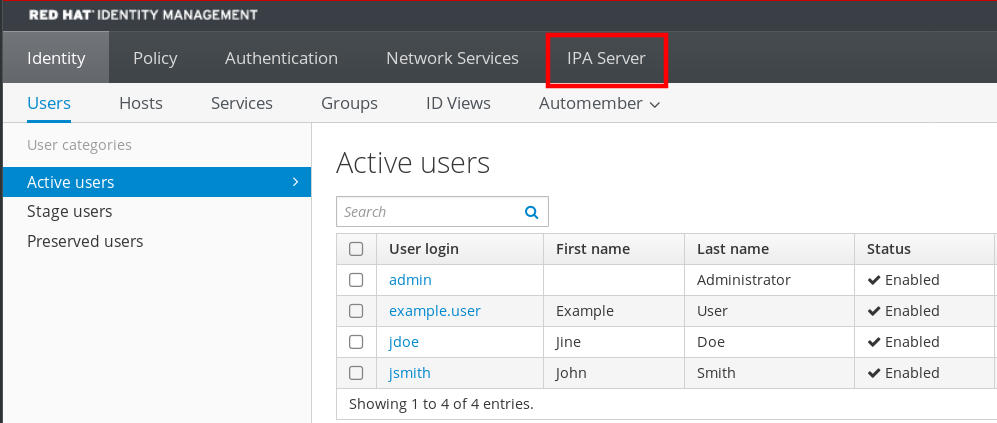 RED HAT® IDENTITY MANAGEMENT
Identity Policy Authentication Network Services IPA Server
Users Hosts Services Groups ID Views Automember
User categories
Active users
Stage users
Preserved users
Active users
Search
User login First name Last name Status
admin Administrator Enabled
example.user Example User Enabled
jdoe Jine Doe Enabled
jsmith John Smith Enabled
Showing 1 to 4 of 4 entries.